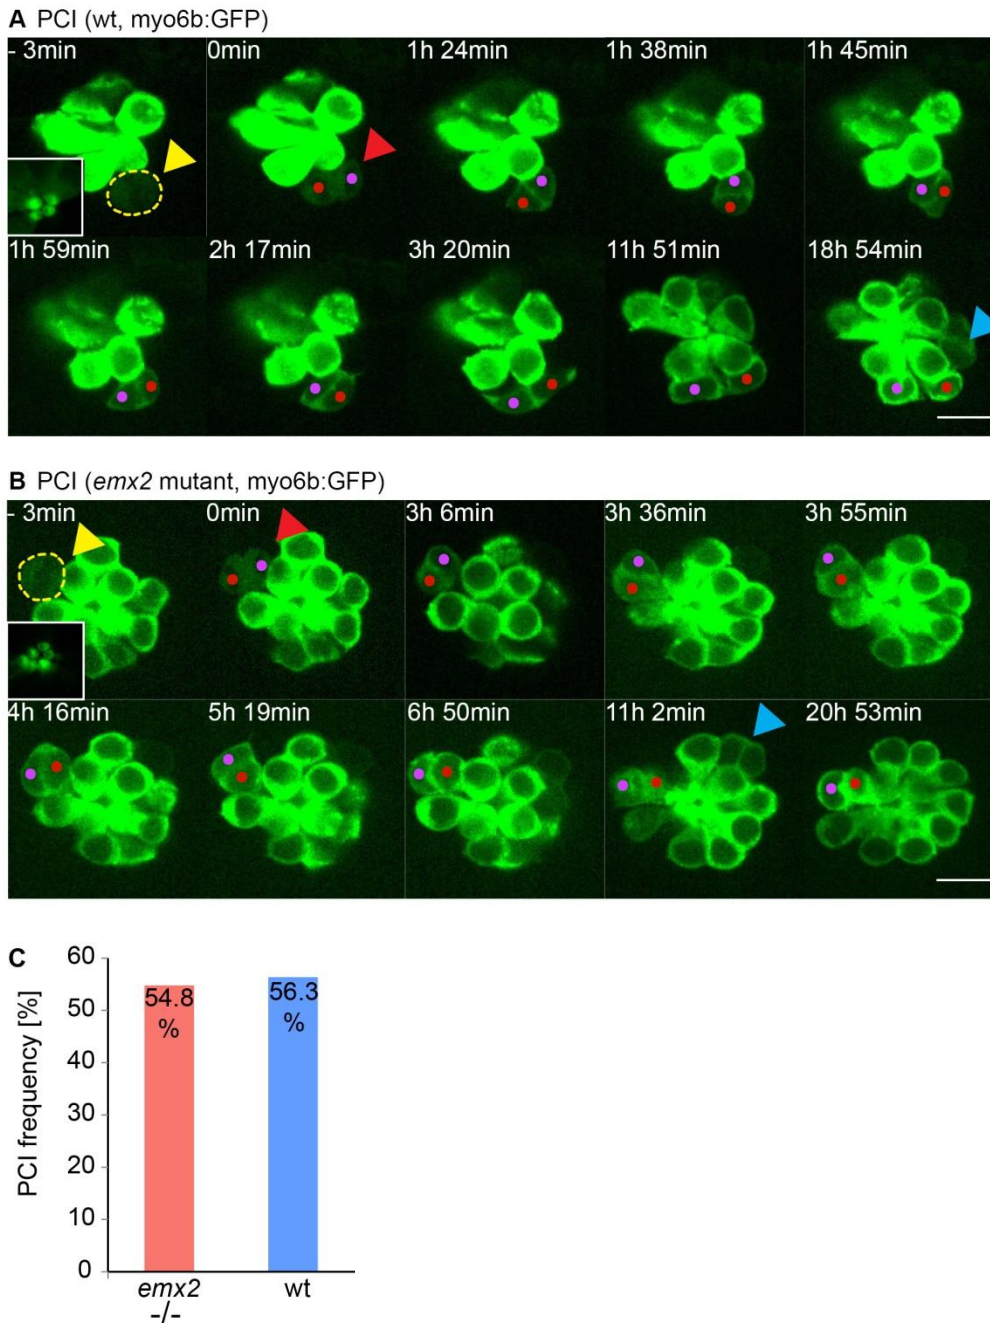 A PCI (wt, myo6b:GFP)
- 3min
0min
1h 24min
1h 38min
1h 45min
1h 59min
2h 17min
3h 20min
11h 51min
18h 54min
B PCI (emx2 mutant, myo6b:GFP)
- 3min
0min
3h 6min
3h 36min
3h 55min
4h 16min
5h 19min
6h 50min
11h 2min
20h 53min
C
PCI frequency [%]
60
50
40
30
20
10
0
54.8
%
56.3
%
emx2
-/-
wt